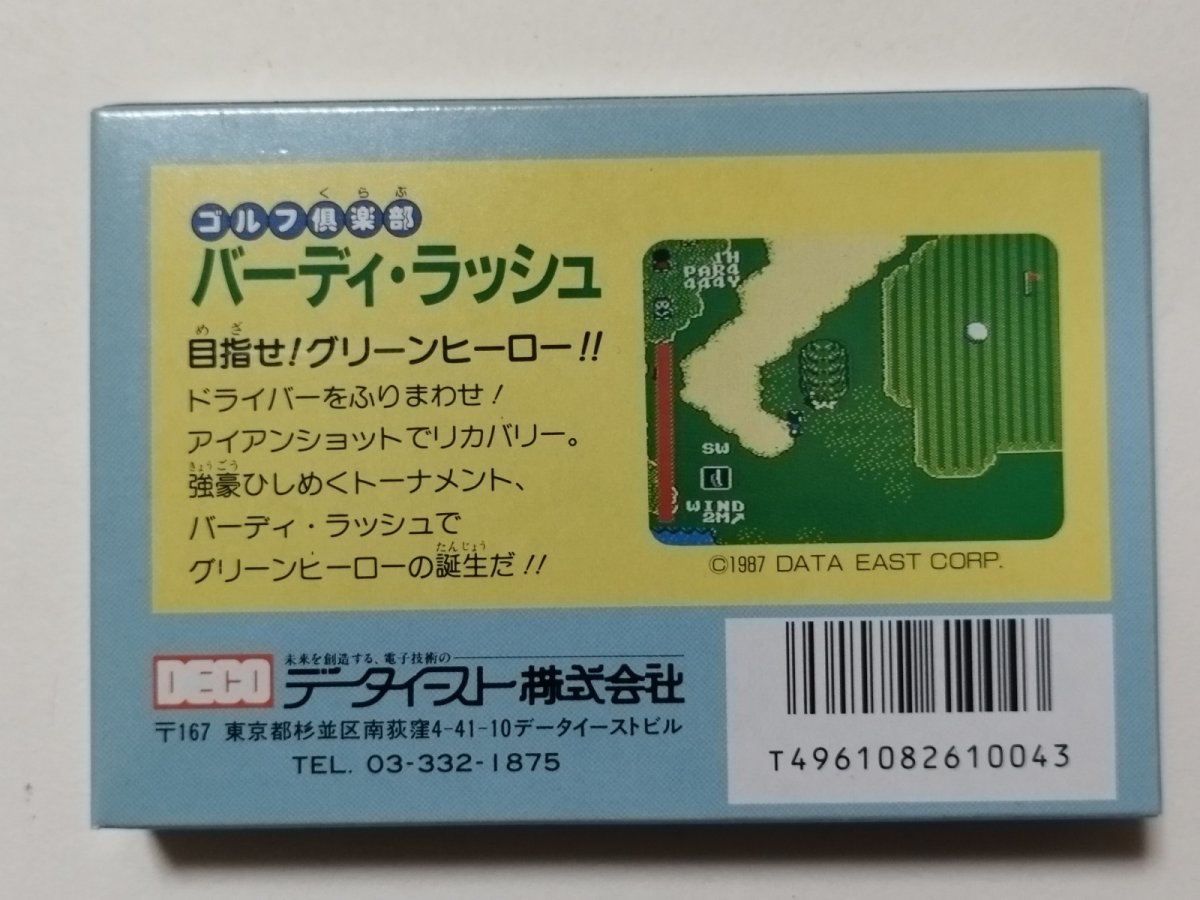 くらぶ
ゴルフ倶楽部
バーディ・ラッシュ
めざ
目指せ!グリーンヒーロー!!
ドライバーをふりまわせ!
アイアンショットでリカバリー。
きょうごう
強豪ひしめくトーナメント、
バーディ・ラッシュで
たんじょう
グリーンヒーローの誕生だ!!
1H
PAR4
444Y
SW
WIND
2M↗
©1987 DATA EAST CORP.
DECO
未来を創造する、電子技術の
データイースト株式会社
〒167 東京都杉並区南荻窪4-41-10データイーストビル
TEL. 03-332-1875
T4961082610043